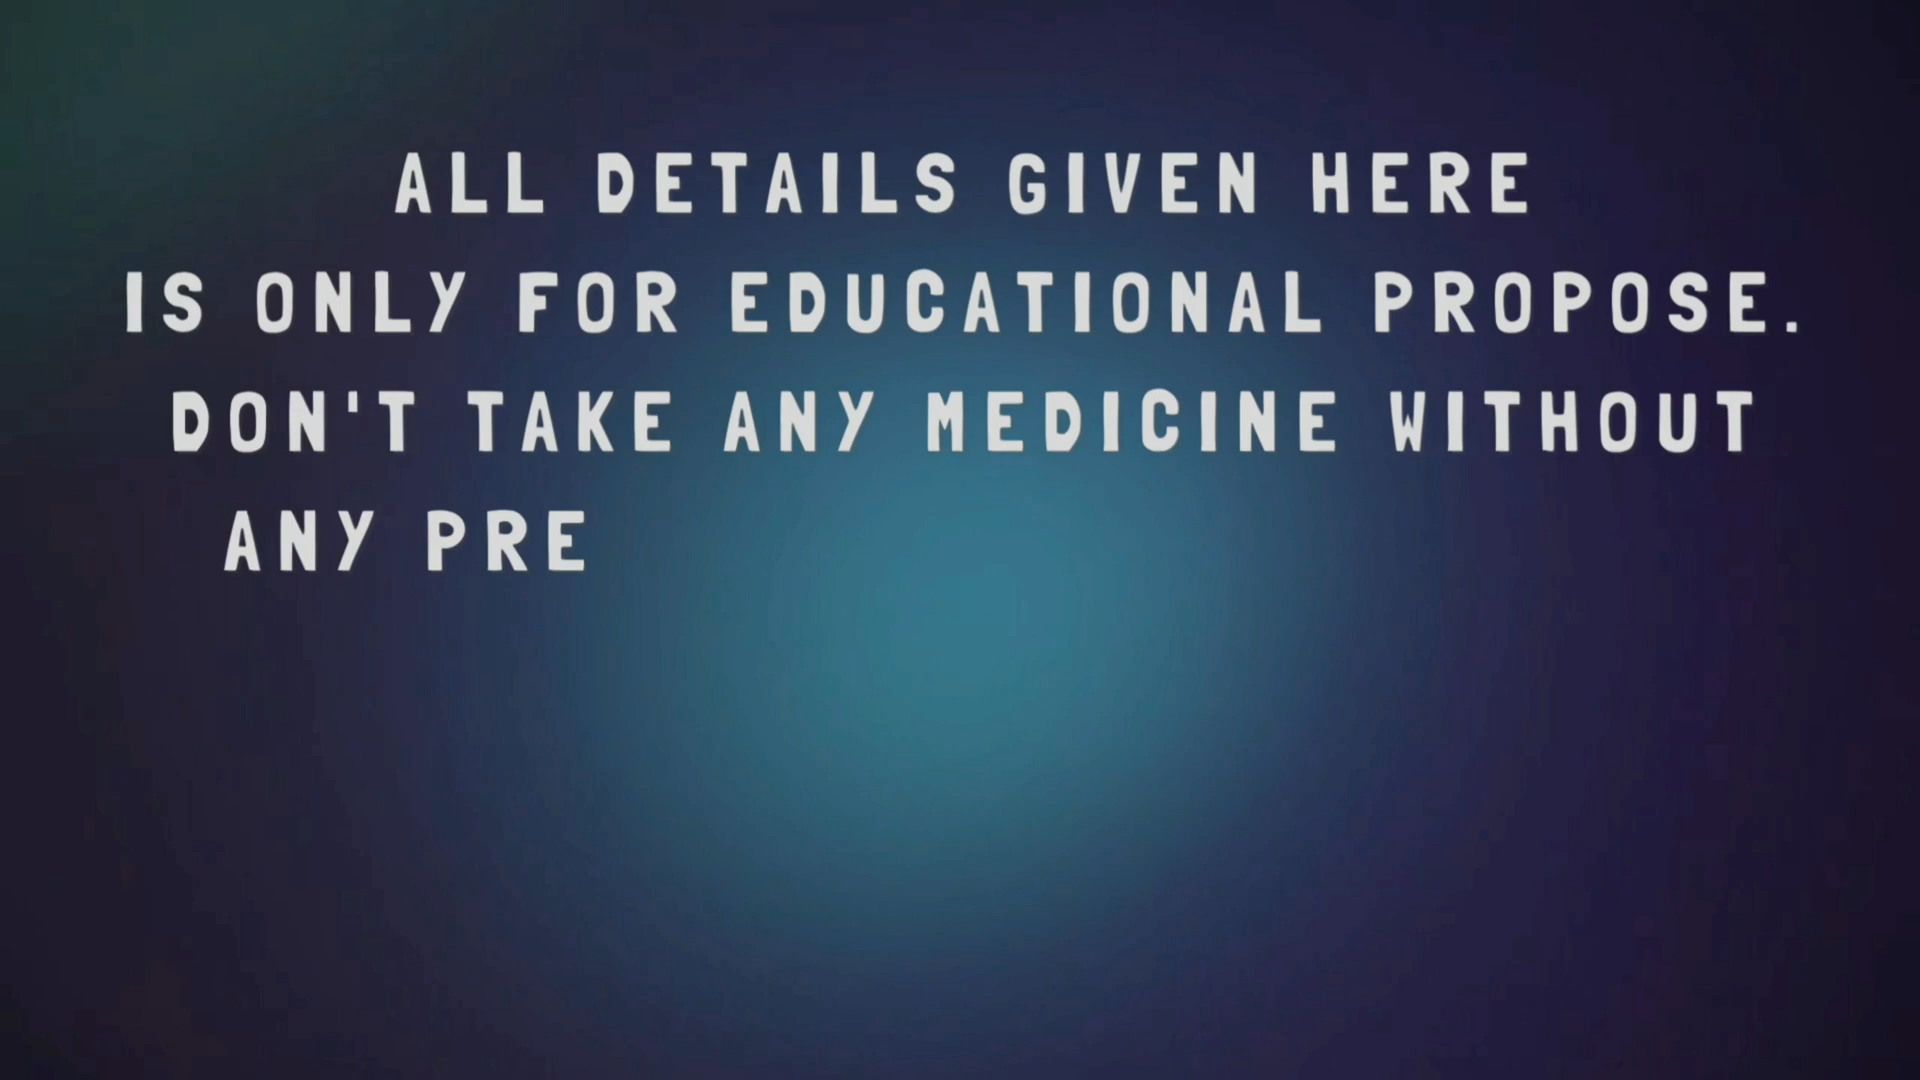 ALL DETAILS GIVEN HERE
IS ONLY FOR EDUCATIONAL PROPOSE.
DON'T TAKE ANY MEDICINE WITHOUT
ANY PRE